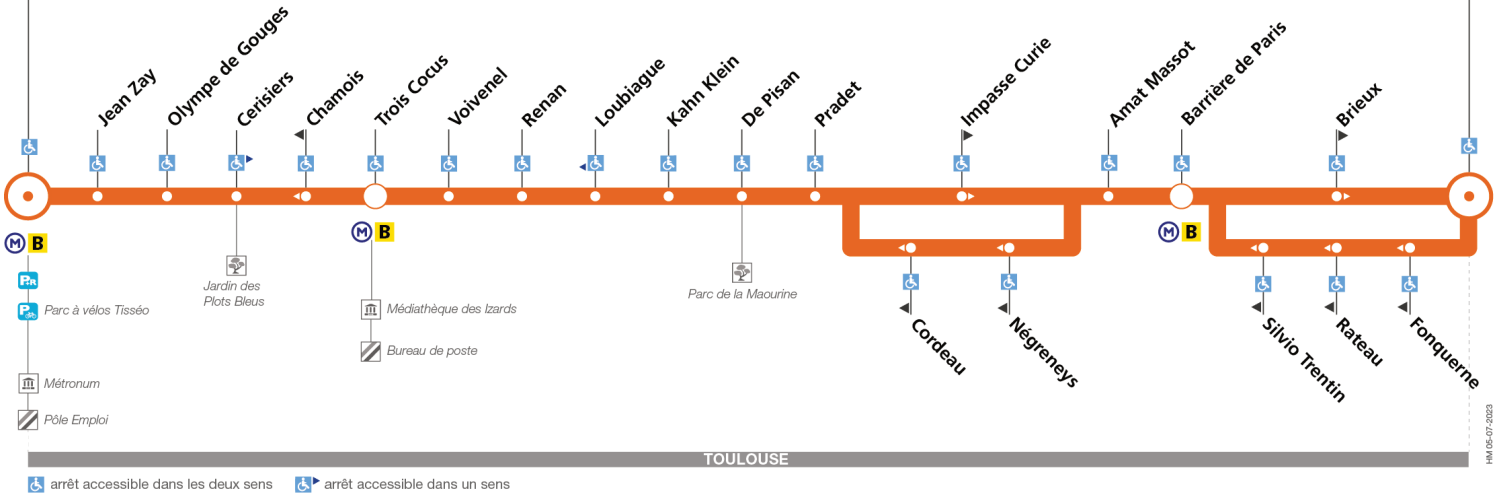 Jean Zay
Olympe de Gouges
Cerisiers
Chamois
Trois Cocus
Voivenel
Renan
Loubiague
Kahn Klein
De Pisan
Pradet
Impasse Curie
Amat Massot
Barrière de Paris
Brieux
M B
M B
M B
P+R
P
Parc à vélos Tisséo
Jardin des
Plots Bleus
Médiathèque des Izards
Bureau de poste
Parc de la Maourine
Cordeau
Négreneys
Silvio Trentin
Rateau
Fonquerne
Métronum
Pôle Emploi
HM 05-07-2023
TOULOUSE
arrêt accessible dans les deux sens
arrêt accessible dans un sens